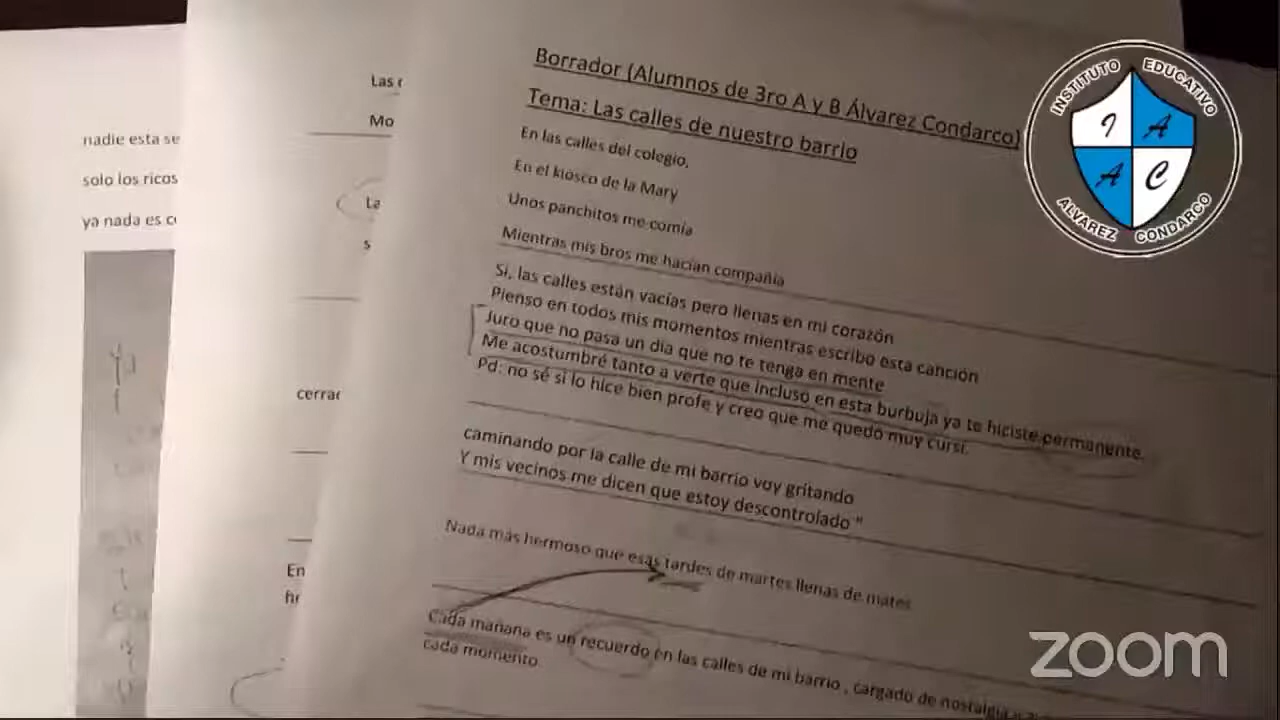 nadie esta se
solo los ricos
ya nada es c
Las
Mo
La
s
cerrar
En
Borrador (Alumnos de 3ro A y B Álvarez Condarco)
Tema: Las calles de nuestro barrio
En las calles del colegio,
En el kiosco de la Mary
Unos panchitos me comía
Mientras mis bros me hacían compañía
Si, las calles están vacías pero llenas en mi corazón
Pienso en todos mis momentos mientras escribo esta canción
Juro que no pasa un día que no te tenga en mente
Me acostumbré tanto a verte que incluso en esta burbuja ya te hiciste permanente.
Pd: no sé si lo hice bien profe y creo que me quedó muy cursi.
caminando por la calle de mi barrio voy gritando
Y mis vecinos me dicen que estoy descontrolado "
Nada más hermoso que esas tardes de martes llenas de mates
Cada mañana es un recuerdo en las calles de mi barrio , cargado de nostalgia
cada momento
INSTITUTO EDUCATIVO
I A
A C
ALVAREZ CONDARCO
zoom